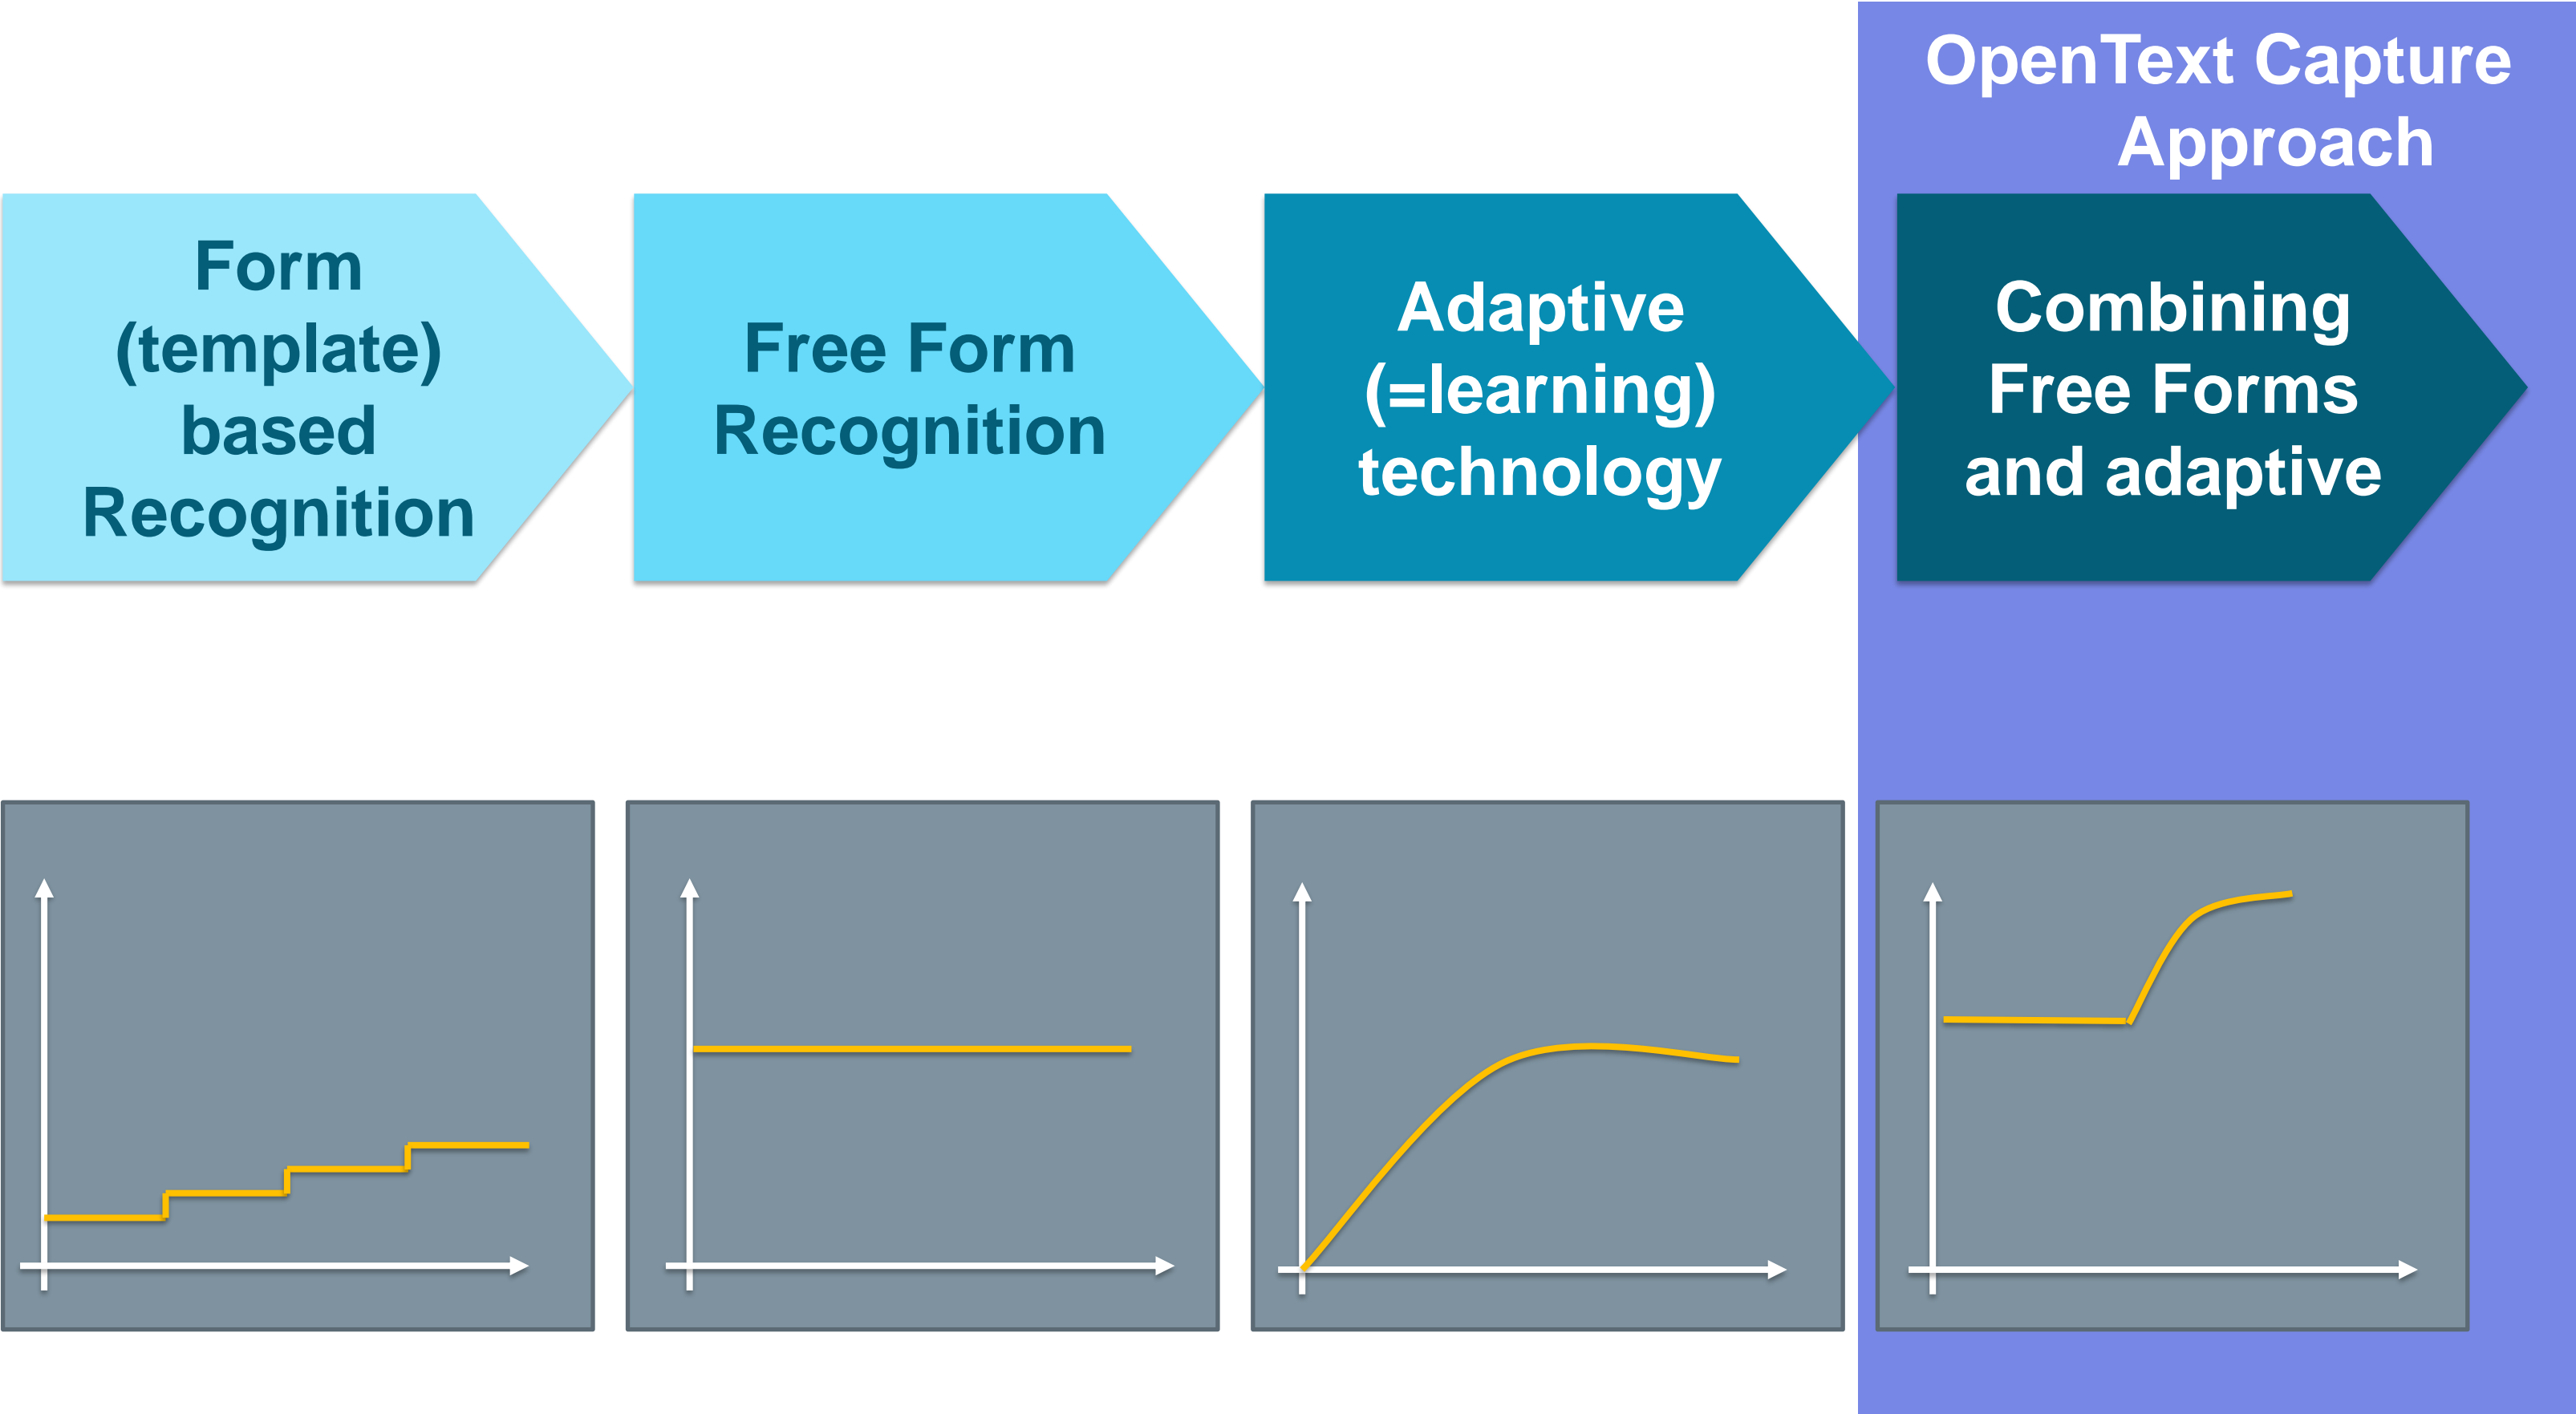 OpenText Capture
Approach
Form
(template)
based
Recognition
Free Form
Recognition
Adaptive
(=learning)
technology
Combining
Free Forms
and adaptive